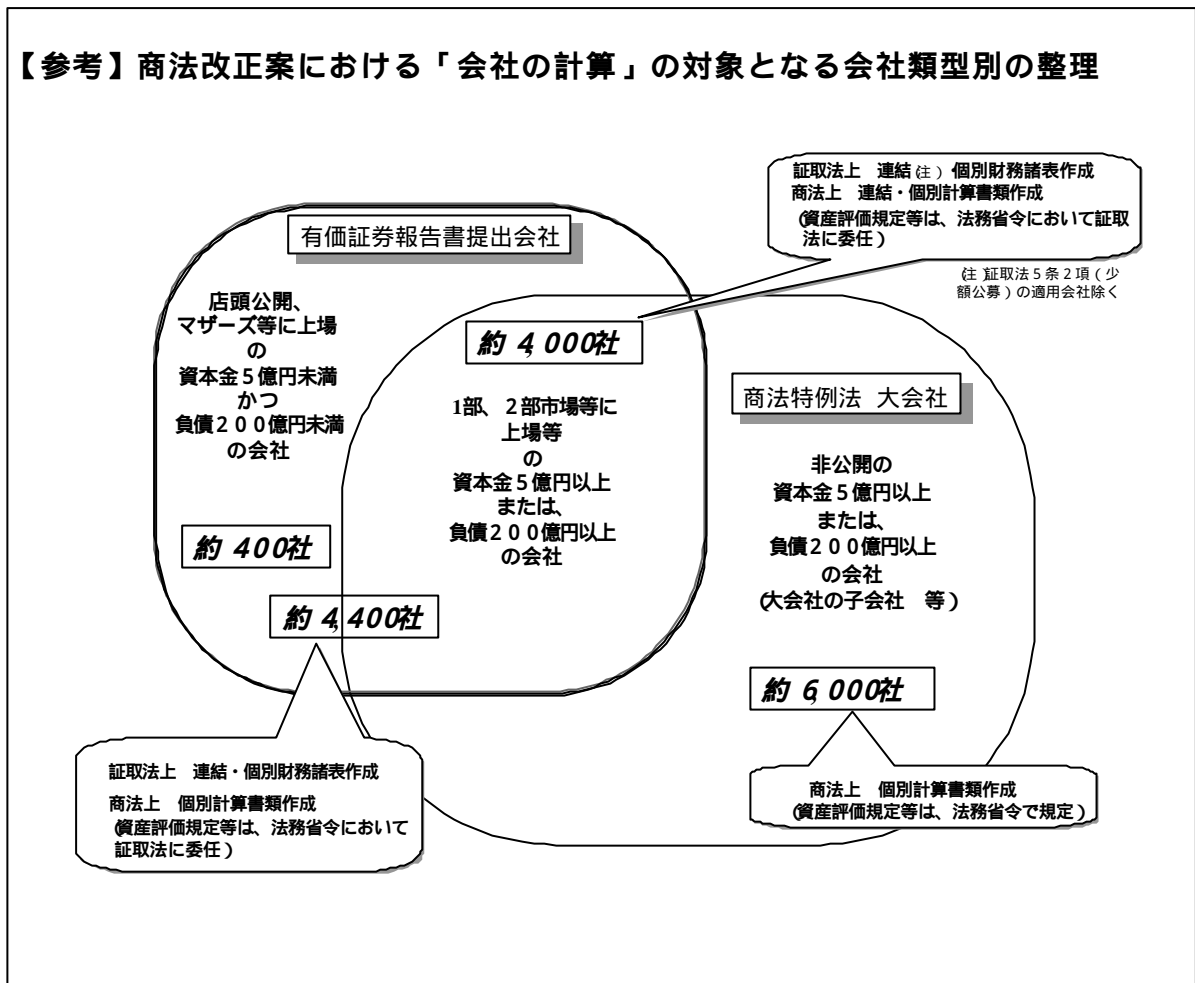 【参考】商法改正案における「会社の計算」の対象となる会社類型別の整理
証取法上　連結(注）個別財務諸表作成
商法上　連結・個別計算書類作成
(資産評価規定等は、法務省令において証取
法に委任）
(注)証取法５条２項（少
額公募）の適用会社除く
有価証券報告書提出会社
店頭公開、
マザーズ等に上場
の
資本金５億円未満
かつ
負債２００億円未満
の会社
約 400社
約 4,400社
約 4,000社
1部、２部市場等に
上場等
の
資本金５億円以上
または、
負債２００億円以上
の会社
商法特例法 大会社
非公開の
資本金５億円以上
または、
負債２００億円以上
の会社
(大会社の子会社　等）
約 6,000社
証取法上　連結・個別財務諸表作成
商法上　個別計算書類作成
(資産評価規定等は、法務省令において
証取法に委任）
商法上　個別計算書類作成
(資産評価規定等は、法務省令で規定）